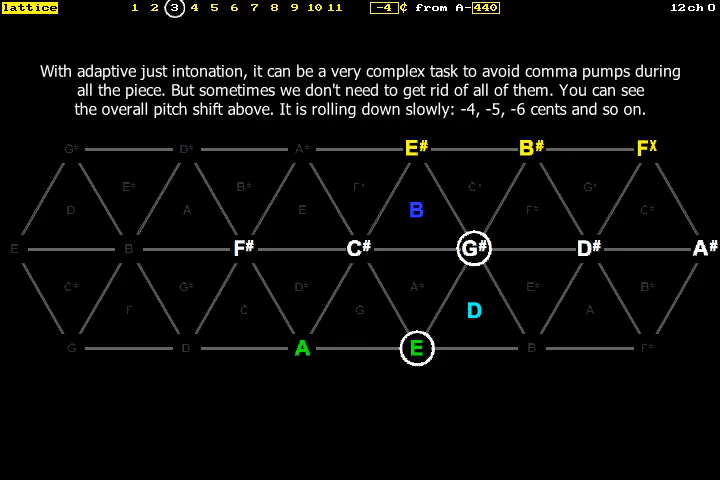 lattice 1 2 3 4 5 6 7 8 9 10 11 -4 ¢ from A-440 12ch 0
With adaptive just intonation, it can be a very complex task to avoid comma pumps during
all the piece. But sometimes we don't need to get rid of all of them. You can see
the overall pitch shift above. It is rolling down slowly: -4, -5, -6 cents and so on.
E# B# Fx
D A E B
E B F# C# G# D# A#
F C G D A
G D A E B